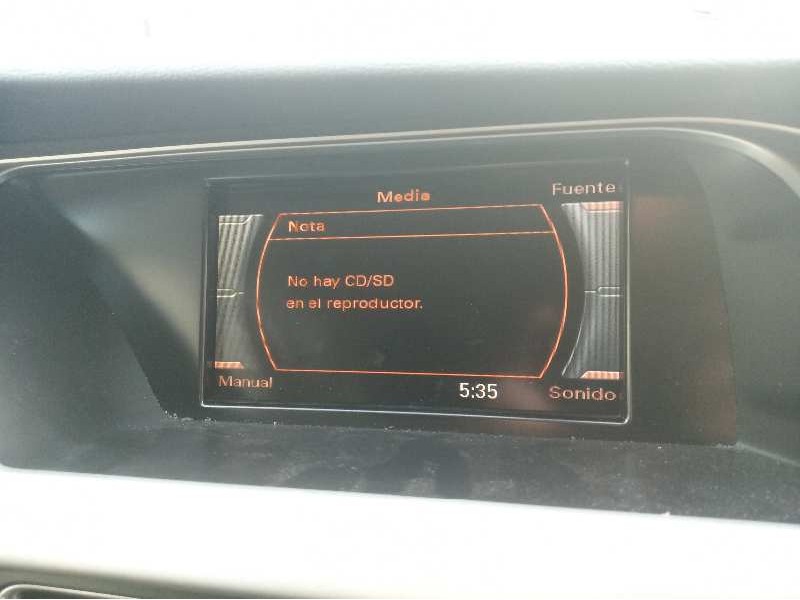 Media
Fuente
Nota
No hay CD/SD
en el reproductor.
Manual
5:35
Sonido